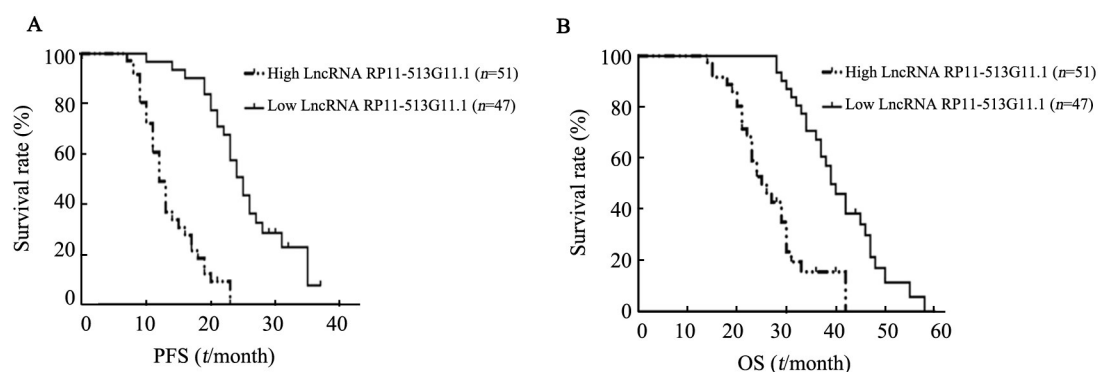 A
100
80
60
40
20
0
0 10 20 30 40
Survival rate (%)
PFS (t/month)
High LncRNA RP11-513G11.1 (n=51)
Low LncRNA RP11-513G11.1 (n=47)
B
100
80
60
40
20
0
0 10 20 30 40 50 60
Survival rate (%)
OS (t/month)
High LncRNA RP11-513G11.1 (n=51)
Low LncRNA RP11-513G11.1 (n=47)